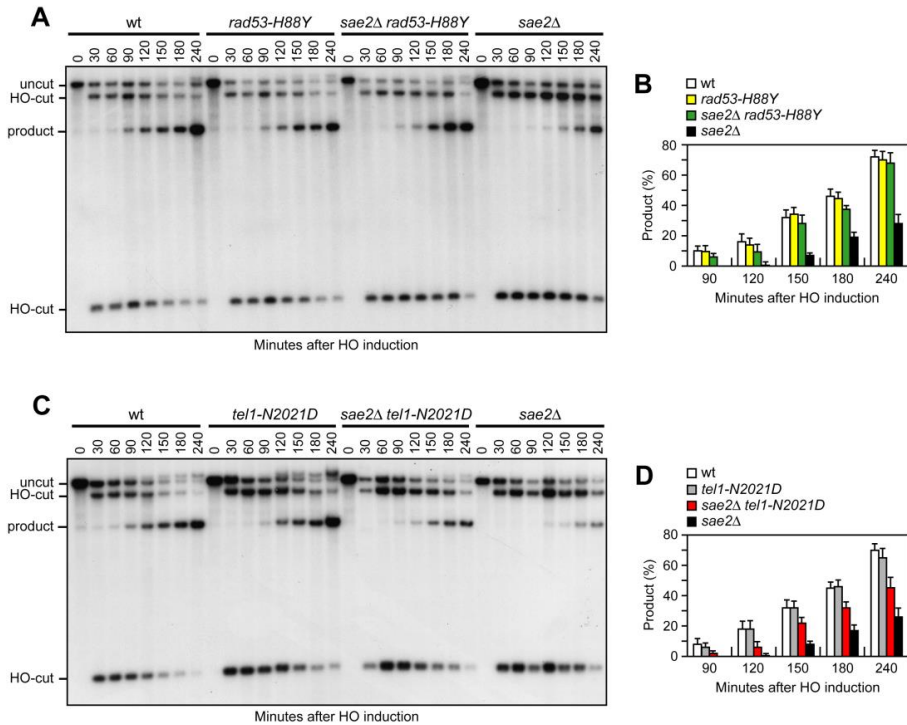 A
wt rad53-H88Y sae2Δ rad53-H88Y sae2Δ
0 30 60 90 120 150 180 240 0 30 60 90 120 150 180 240 0 30 60 90 120 150 180 240 0 30 60 90 120 150 180 240
uncut
HO-cut
product
HO-cut
Minutes after HO induction
B
wt
rad53-H88Y
sae2Δ rad53-H88Y
sae2Δ
Product (%)
80
60
40
20
0
90 120 150 180 240
Minutes after HO induction
C
wt tel1-N2021D sae2Δ tel1-N2021D sae2Δ
0 30 60 90 120 150 180 240 0 30 60 90 120 150 180 240 0 30 60 90 120 150 180 240 0 30 60 90 120 150 180 240
uncut
HO-cut
product
HO-cut
Minutes after HO induction
D
wt
tel1-N2021D
sae2Δ tel1-N2021D
sae2Δ
Product (%)
80
60
40
20
0
90 120 150 180 240
Minutes after HO induction